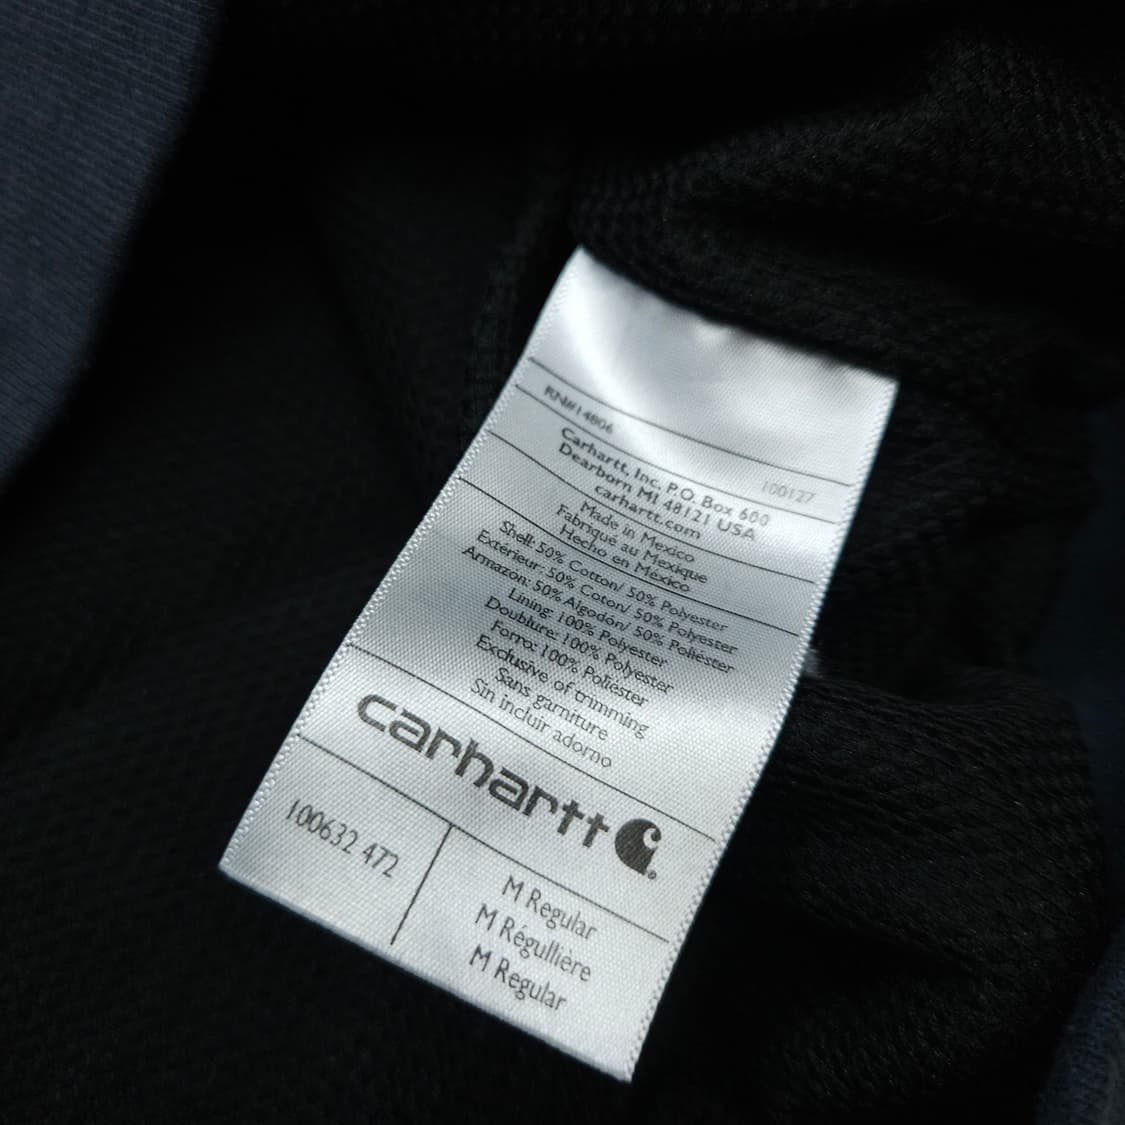 RN#14806
100127
Carhartt, Inc. P.O. Box 600
Dearborn MI 48121 USA
carhartt.com
Made in Mexico
Fabriqué au Mexique
Hecho en México
Shell: 50% Cotton/ 50% Polyester
Extérieur: 50% Coton/ 50% Polyester
Armazón: 50% Algodón/ 50% Poliéster
Lining: 100% Polyester
Doublure: 100% Polyester
Forro: 100% Poliéster
Exclusive of trimming
Sans garniture
Sin incluir adorno
carhartt
100632 472
M Regular
M Régullière
M Regular